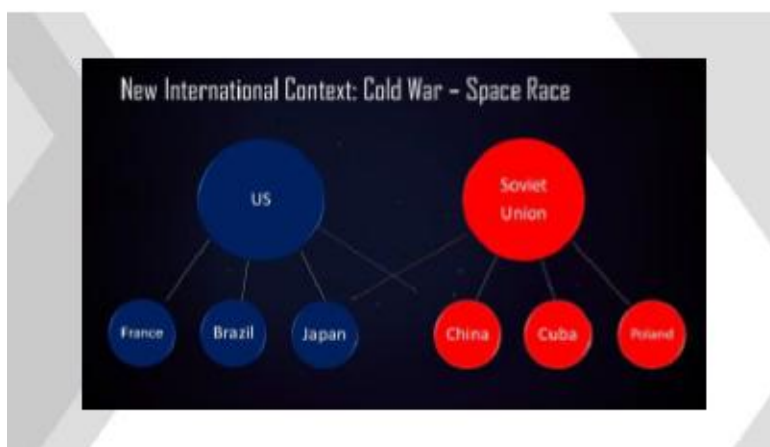 New International Context: Cold War – Space Race
US
Soviet
Union
France
Brazil
Japan
China
Cuba
Poland